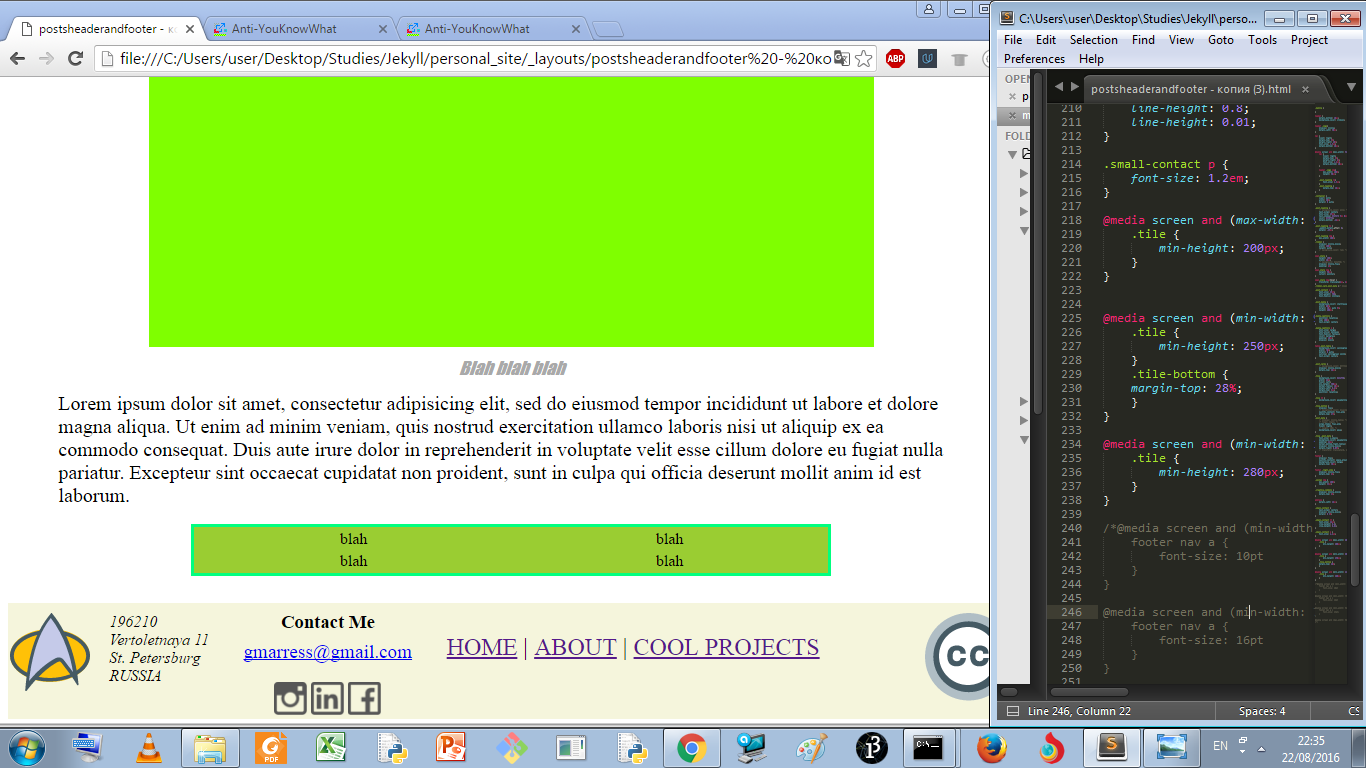 postsheaderandfooter - ко
Anti-YouKnowWhat
Anti-YouKnowWhat
file:///C:/Users/user/Desktop/Studies/Jekyll/personal_site/_layouts/postsheaderandfooter%20-%20ко
ABP
Blah blah blah
Lorem ipsum dolor sit amet, consectetur adipisicing elit, sed do eiusmod tempor incididunt ut labore et dolore
magna aliqua. Ut enim ad minim veniam, quis nostrud exercitation ullamco laboris nisi ut aliquip ex ea
commodo consequat. Duis aute irure dolor in reprehenderit in voluptate velit esse cillum dolore eu fugiat nulla
pariatur. Excepteur sint occaecat cupidatat non proident, sunt in culpa qui officia deserunt mollit anim id est
laborum.
blah blah
blah blah
196210
Vertoletnaya 11
St. Petersburg
RUSSIA
Contact Me
gmarress@gmail.com
HOME | ABOUT | COOL PROJECTS
in f
cc
C:\Users\user\Desktop\Studies\Jekyll\perso...
File Edit Selection Find View Goto Tools Project
Preferences Help
OPEN
p
m
FOLD
postsheaderandfooter - копия (3).html
210 line-height: 0.8;
211 line-height: 0.01;
212 }
213
214 .small-contact p {
215 font-size: 1.2em;
216 }
217
218 @media screen and (max-width:
219 .tile {
220 min-height: 200px;
221 }
222 }
223
224
225 @media screen and (min-width:
226 .tile {
227 min-height: 250px;
228 }
229 .tile-bottom {
230 margin-top: 28%;
231 }
232 }
233
234 @media screen and (min-width:
235 .tile {
236 min-height: 280px;
237 }
238 }
239
240 /*@media screen and (min-width
241 footer nav a {
242 font-size: 10pt
243 }
244 }
245
246 @media screen and (min-width:
247 footer nav a {
248 font-size: 16pt
249 }
250 }
251
Line 246, Column 22 Spaces: 4 CS
PDF
C:\_
EN
22:35
22/08/2016